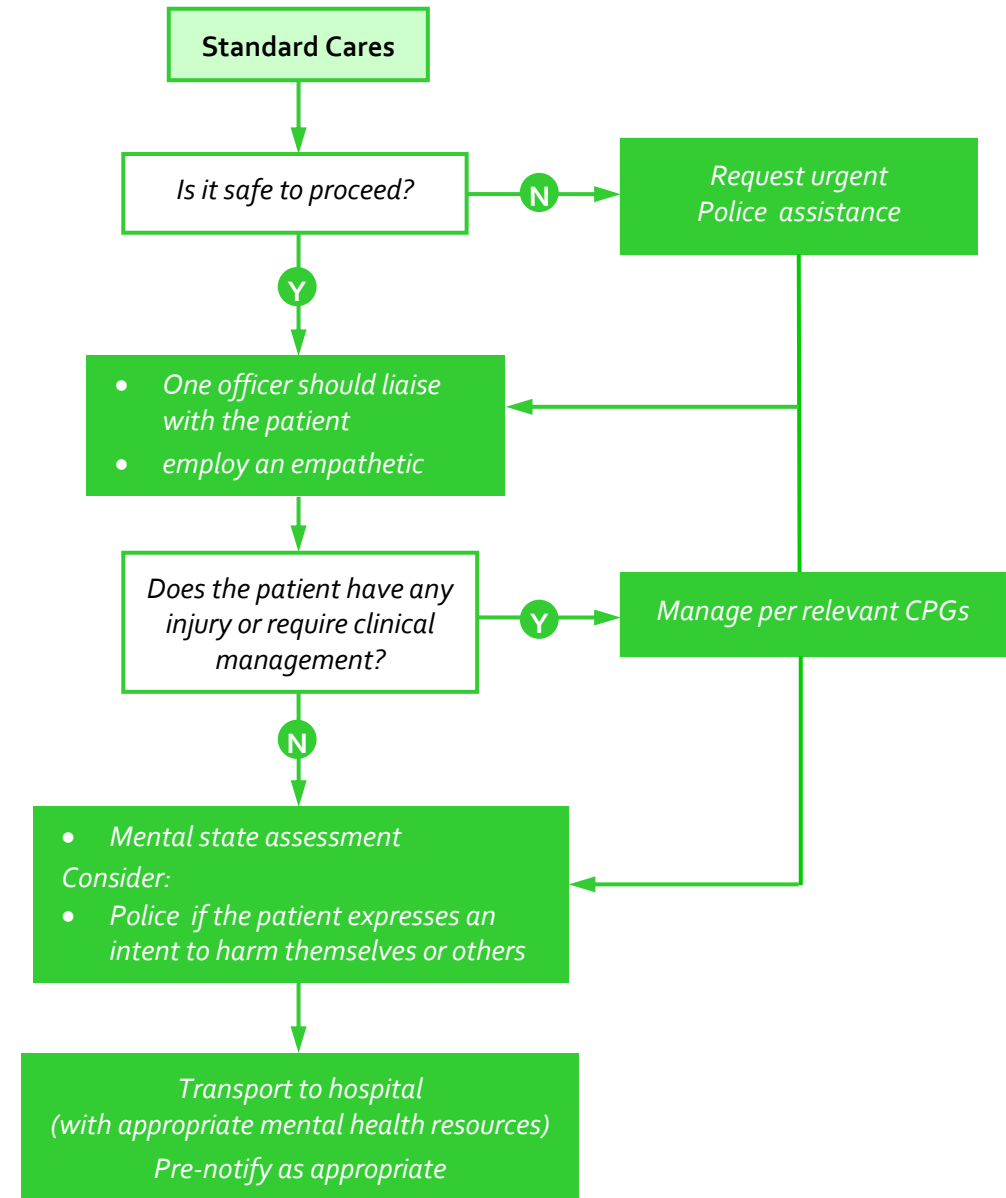 Standard Cares
Is it safe to proceed?
N
Request urgent
Police assistance
Y
• One officer should liaise
with the patient
• employ an empathetic
Does the patient have any
injury or require clinical
management?
Y
Manage per relevant CPGs
N
• Mental state assessment
Consider:
• Police if the patient expresses an
intent to harm themselves or others
Transport to hospital
(with appropriate mental health resources)
Pre-notify as appropriate